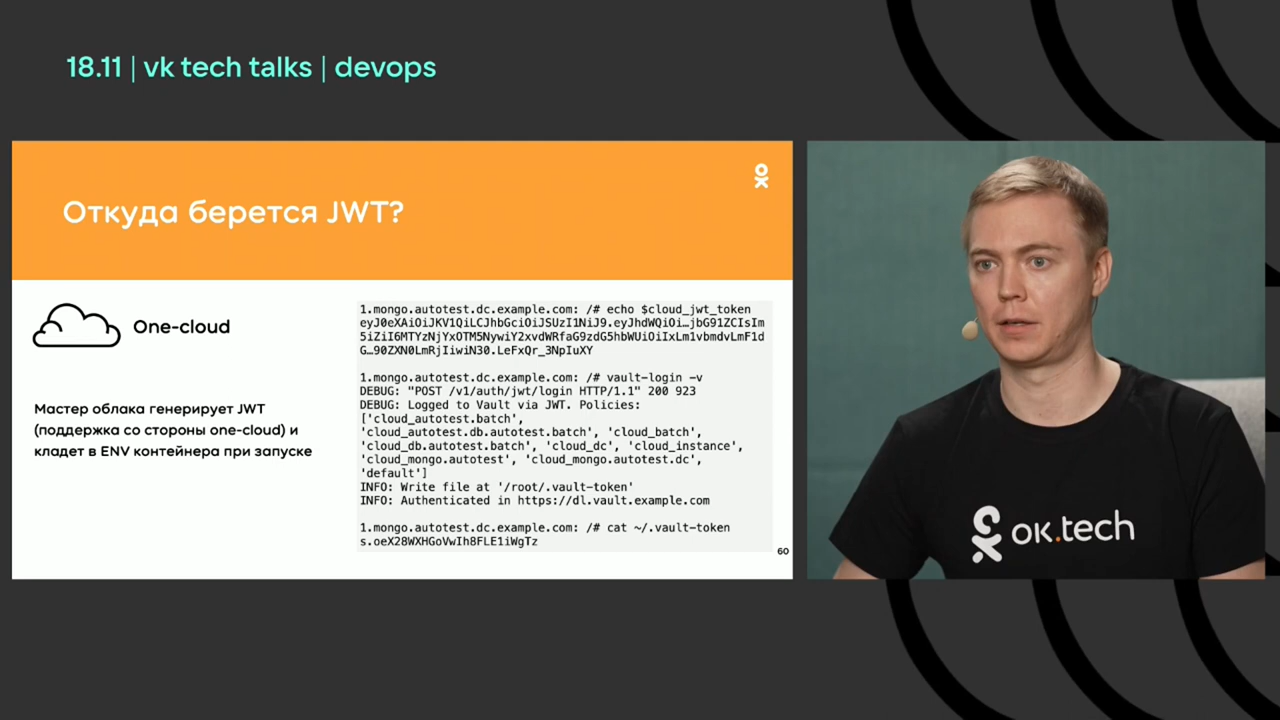 18.11 | vk tech talks | devops
Откуда берется JWT?
One-cloud
Мастер облака генерирует JWT
(поддержка со стороны one-cloud) и
кладет в ENV контейнера при запуске
1.mongo.autotest.dc.example.com: /# echo $cloud_jwt_token
eyJ0eXAiOiJKV1QiLCJhbGciOiJSUzI1NiJ9.eyJhdWQiOi…jbG91ZCIsIm
5iZiI6MTYzNjYxOTM5NywiY2xvdWRfaG9zdG5hbWUiOiIxLm1vbmdvLmF1d
G…90ZXN0LmRjIiwiN30.LeFxQr_3NpIuXY
1.mongo.autotest.dc.example.com: /# vault-login -v
DEBUG: "POST /v1/auth/jwt/login HTTP/1.1" 200 923
DEBUG: Logged to Vault via JWT. Policies:
['cloud_autotest.batch',
'cloud_autotest.db.autotest.batch', 'cloud_batch',
'cloud_db.autotest.batch', 'cloud_dc', 'cloud_instance',
'cloud_mongo.autotest', 'cloud_mongo.autotest.dc',
'default']
INFO: Write file at '/root/.vault-token'
INFO: Authenticated in https://dl.vault.example.com
1.mongo.autotest.dc.example.com: /# cat ~/.vault-token
s.oeX28WXHGoVwIh8FLE1iWgTz
60
ok.tech